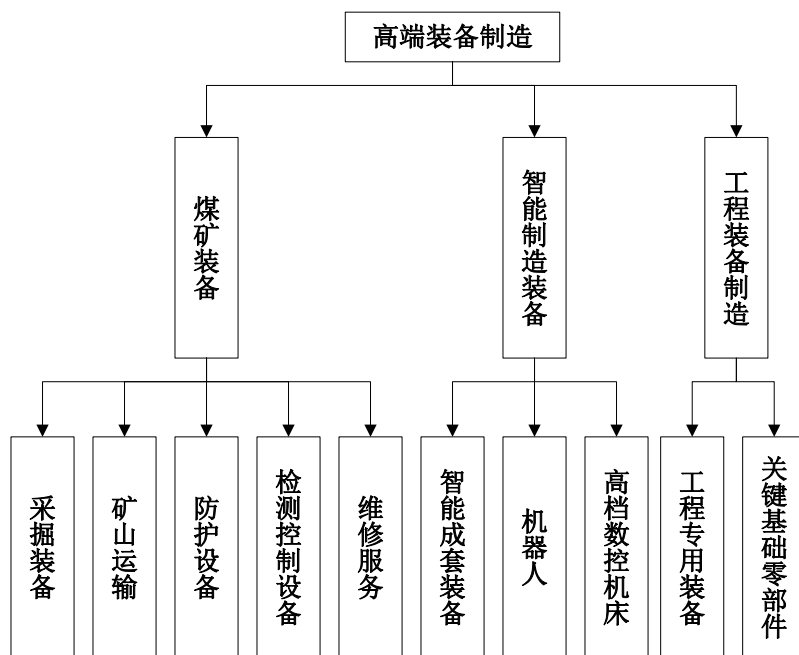 高端装备制造
煤矿装备
智能制造装备
工程装备制造
采掘装备
矿山运输
防护设备
检测控制设备
维修服务
智能成套装备
机器人
高档数控机床
工程专用装备
关键基础零部件